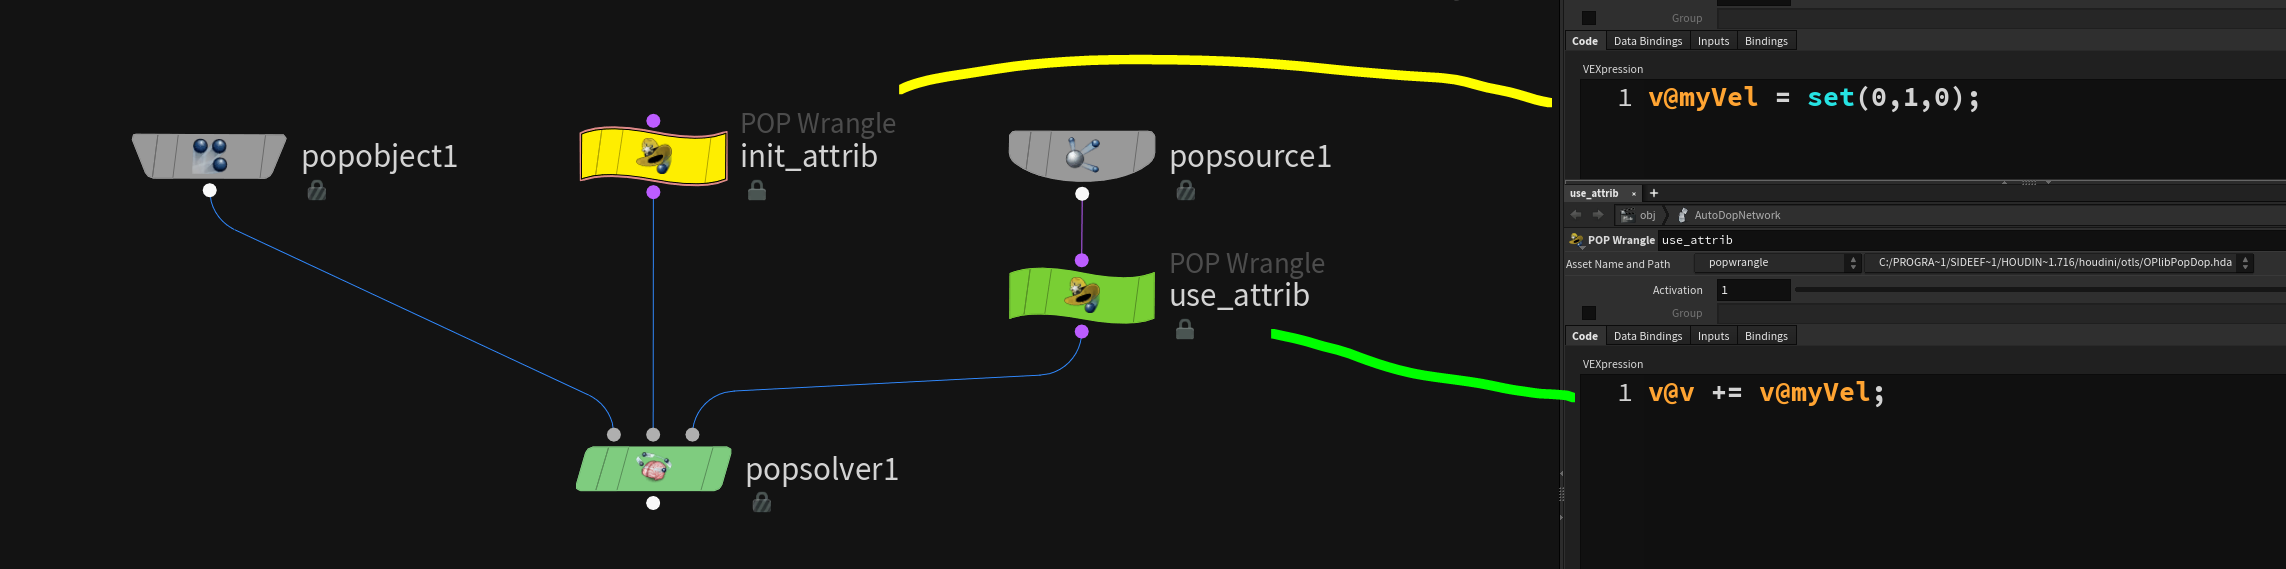 popobject1
POP Wrangle
init_attrib
popsource1
POP Wrangle
use_attrib
popsolver1
Group
Code Data Bindings Inputs Bindings
VEXpression
1 v@myVel = set(0,1,0);
use_attrib × +
obj AutoDopNetwork
POP Wrangle use_attrib
Asset Name and Path popwrangle C:/PROGRA~1/SIDEEF~1/HOUDIN~1.716/houdini/otls/OPlibPopDop.hda
Activation 1
Group
Code Data Bindings Inputs Bindings
VEXpression
1 v@v += v@myVel;